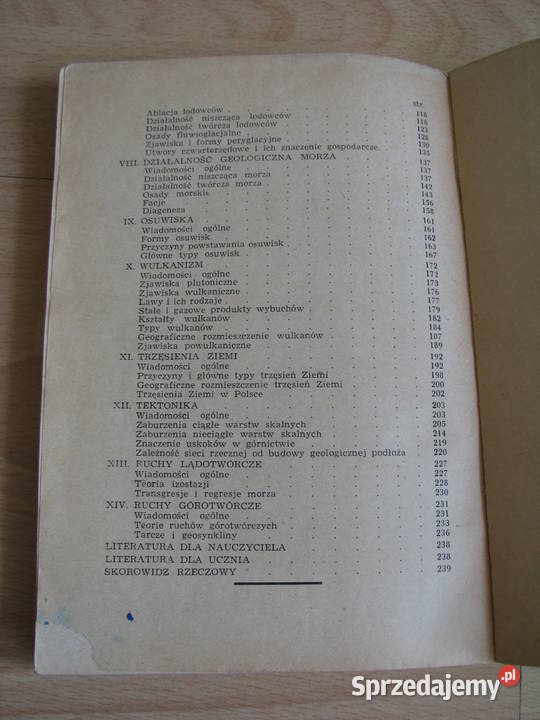 str.
Ablacja lodowców 118
Działalność niszcząca lodowców 118
Działalność twórcza lodowców 123
Osady fluwioglacjalne 128
Zjawiska i formy peryglacyjne 130
Utwory czwartorzędowe i ich znaczenie gospodarcze. 135
VIII. DZIAŁALNOŚĆ GEOLOGICZNA MORZA 137
Wiadomości ogólne 137
Działalność niszcząca morza 137
Działalność twórcza morza 142
Osady morskie 143
Facje 156
Diageneza 158
IX. OSUWISKA 161
Wiadomości ogólne 161
Formy osuwisk 162
Przyczyny powstawania osuwisk 163
Główne typy osuwisk 167
X. WULKANIZM 172
Wiadomości ogólne 172
Zjawiska plutoniczne 173
Zjawiska wulkaniczne 176
Lawy i ich rodzaje 177
Stałe i gazowe produkty wybuchów 179
Kształty wulkanów 182
Typy wulkanów 184
Geograficzne rozmieszczenie wulkanów 187
Zjawiska powulkaniczne 189
XI. TRZĘSIENIA ZIEMI 192
Wiadomości ogólne 192
Przyczyny i główne typy trzęsień Ziemi 198
Geograficzne rozmieszczenie trzęsień Ziemi 200
Trzęsienia Ziemi w Polsce 202
XII. TEKTONIKA 203
Wiadomości ogólne 203
Zaburzenia ciągłe warstw skalnych 205
Zaburzenia nieciągłe warstw skalnych 214
Znaczenie uskoków w górnictwie 219
Zależność sieci rzecznej od budowy geologicznej podłoża 220
XIII. RUCHY LĄDOTWÓRCZE 227
Wiadomości ogólne 227
Teoria izostazji 228
Transgresje i regresje morza 230
XIV. RUCHY GÓROTWÓRCZE 231
Wiadomości ogólne 231
Teorie ruchów górotwórczych 233
Tarcze i geosynkliny 236
LITERATURA DLA NAUCZYCIELA 238
LITERATURA DLA UCZNIA 238
SKOROWIDZ RZECZOWY 239
Sprzedajemy.pl